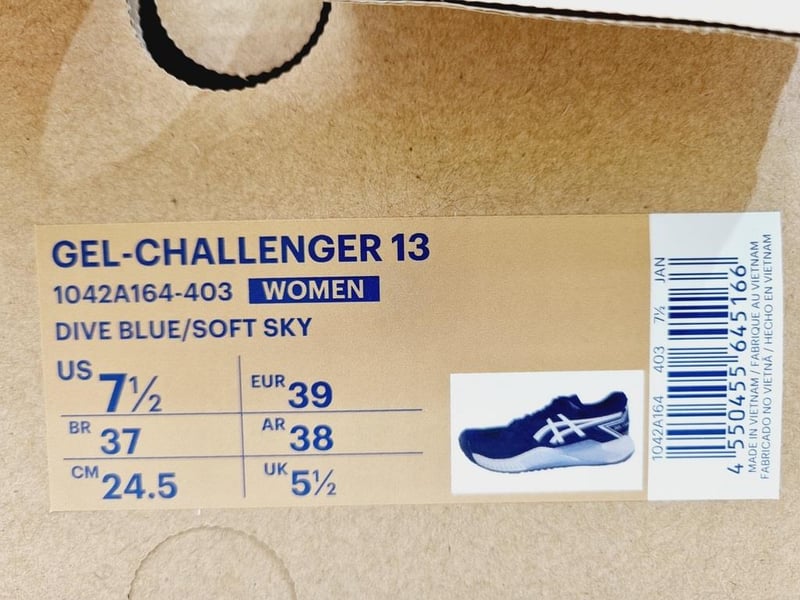 GEL-CHALLENGER 13
1042A164-403 WOMEN
DIVE BLUE/SOFT SKY
US 7½ EUR 39
BR 37 AR 38
CM 24.5 UK 5½
1042A164 403 7½ JAN
4 550455 645166
MADE IN VIETNAM / FABRIQUE AU VIETNAM
FABRICADO NO VIETNÃ / HECHO EN VIETNAM